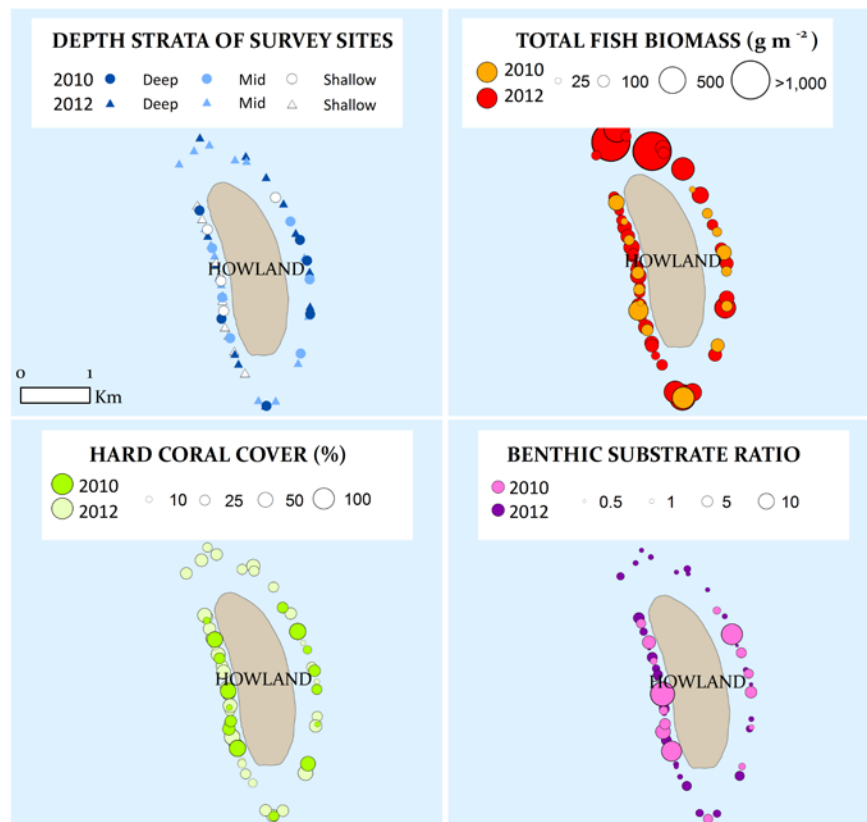 DEPTH STRATA OF SURVEY SITES
2010 Deep Mid Shallow
2012 Deep Mid Shallow
HOWLAND
0 1
Km
TOTAL FISH BIOMASS (g m ⁻²)
2010
2012
25 100 500 >1,000
HOWLAND
HARD CORAL COVER (%)
2010
2012
10 25 50 100
HOWLAND
BENTHIC SUBSTRATE RATIO
2010
2012
0.5 1 5 10
HOWLAND